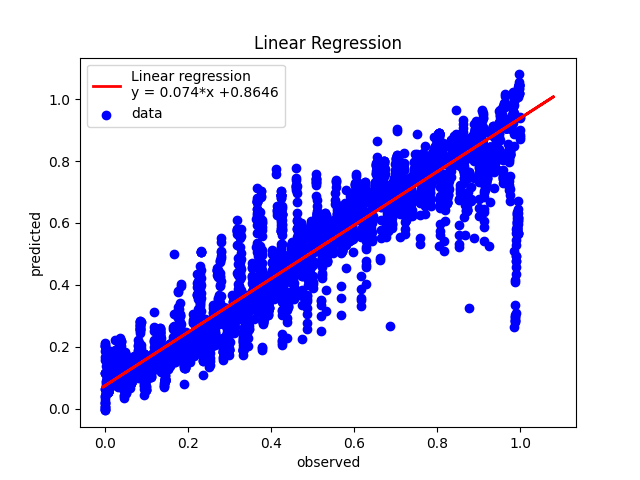 Linear Regression
Linear regression
y = 0.074*x +0.8646
data
predicted
1.0
0.8
0.6
0.4
0.2
0.0
0.0 0.2 0.4 0.6 0.8 1.0
observed